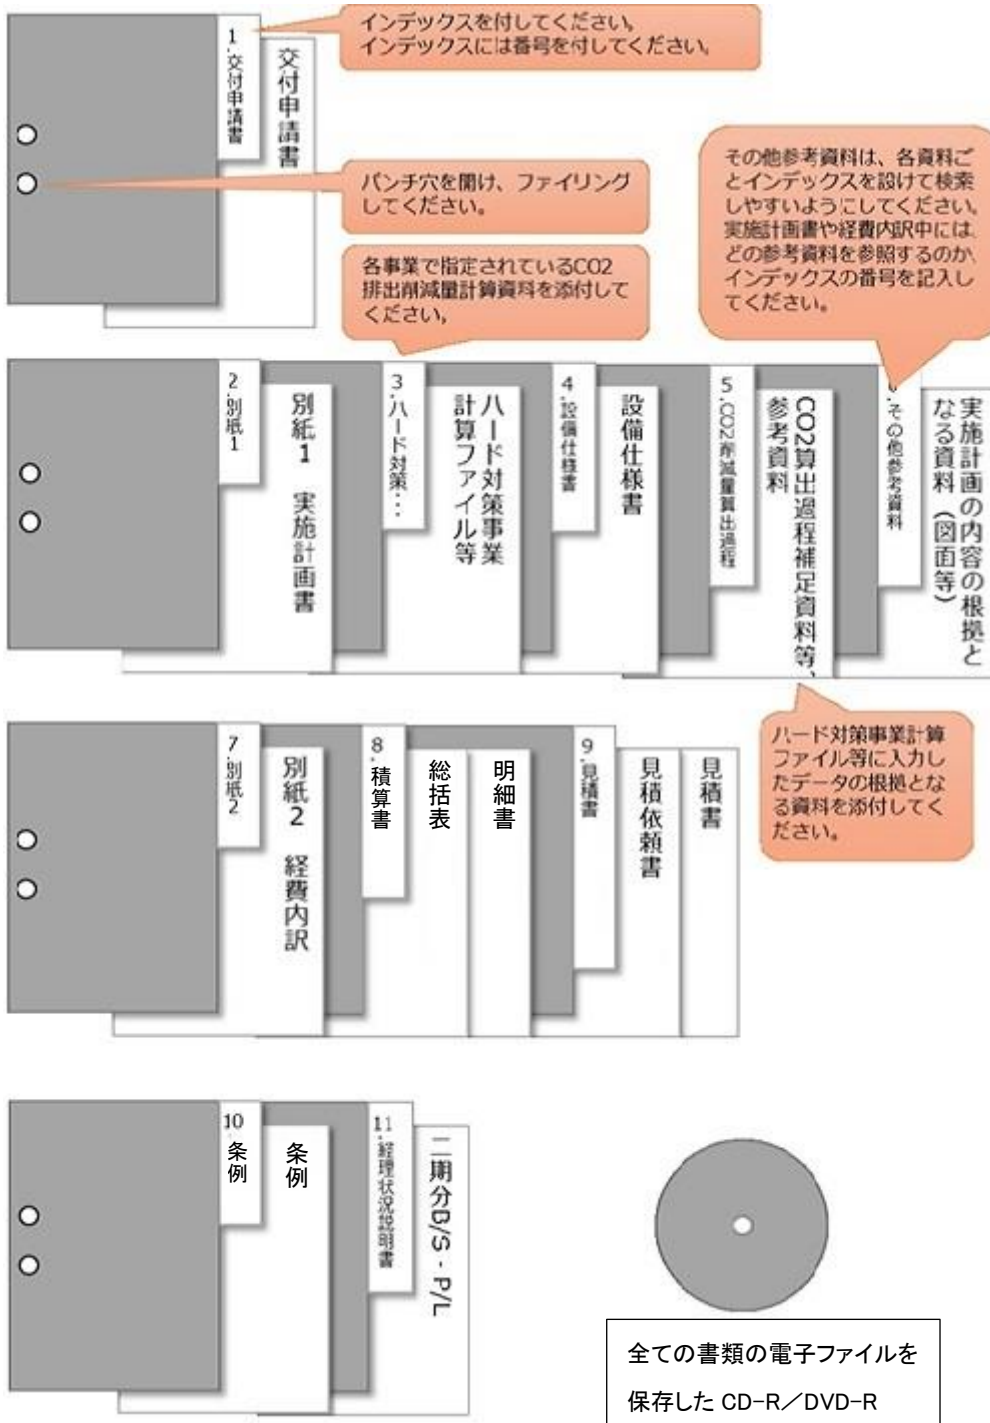 インデックスを付してください。
インデックスには番号を付してください。
1.交付申請書
交付申請書
パンチ穴を開け、ファイリング
してください。
各事業で指定されているCO2
排出削減量計算資料を添付して
ください。
その他参考資料は、各資料ご
とインデックスを設けて検索
しやすいようにしてください。
実施計画書や経費内訳中には、
どの参考資料を参照するのか、
インデックスの番号を記入し
てください。
2.別紙1
別紙1 実施計画書
3.ハード対策・・・
ハード対策事業
計算ファイル等
4.設備仕様書
設備仕様書
5.CO2削減量算出過程
CO2算出過程補足資料等、
参考資料
6.その他参考資料
実施計画の内容の根拠と
なる資料（図面等）
ハード対策事業計算
ファイル等に入力し
たデータの根拠とな
る資料を添付してく
ださい。
7.別紙2
別紙2 経費内訳
8.積算書
総括表
明細書
9.見積書
見積依頼書
見積書
10.条例
条例
11.経理状況説明書
二期分B/S・P/L
全ての書類の電子ファイルを
保存した CD-R／DVD-R